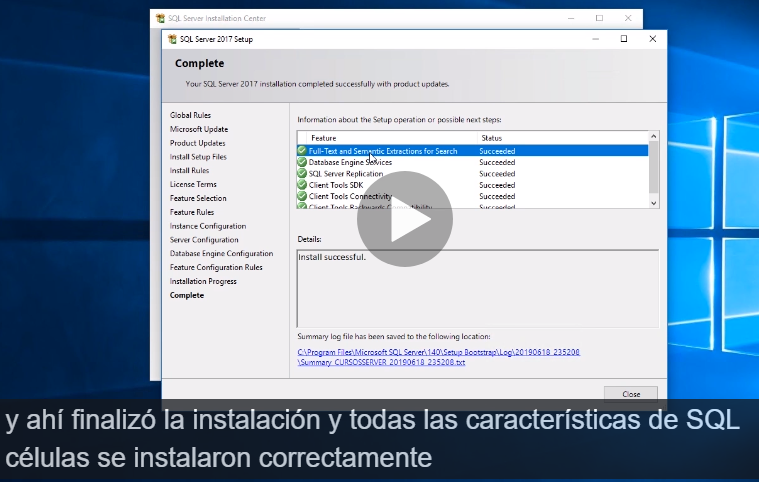 SQL Server Installation Center
SQL Server 2017 Setup
Complete
Your SQL Server 2017 installation completed successfully with product updates.
Global Rules
Microsoft Update
Product Updates
Install Setup Files
Install Rules
License Terms
Feature Selection
Feature Rules
Instance Configuration
Server Configuration
Database Engine Configuration
Feature Configuration Rules
Installation Progress
Complete
Information about the Setup operation or possible next steps:
Feature Status
Full-Text and Semantic Extractions for Search Succeeded
Database Engine Services Succeeded
SQL Server Replication Succeeded
Client Tools SDK Succeeded
Client Tools Connectivity Succeeded
Client Tools Backwards Compatibility Succeeded
Details:
Install successful.
Summary log file has been saved to the following location:
C:\Program Files\Microsoft SQL Server\140\Setup Bootstrap\Log\20190618_235208
\Summary_CURSOSSERVER_20190618_235208.txt
Close
y ahí finalizó la instalación y todas las características de SQL
células se instalaron correctamente